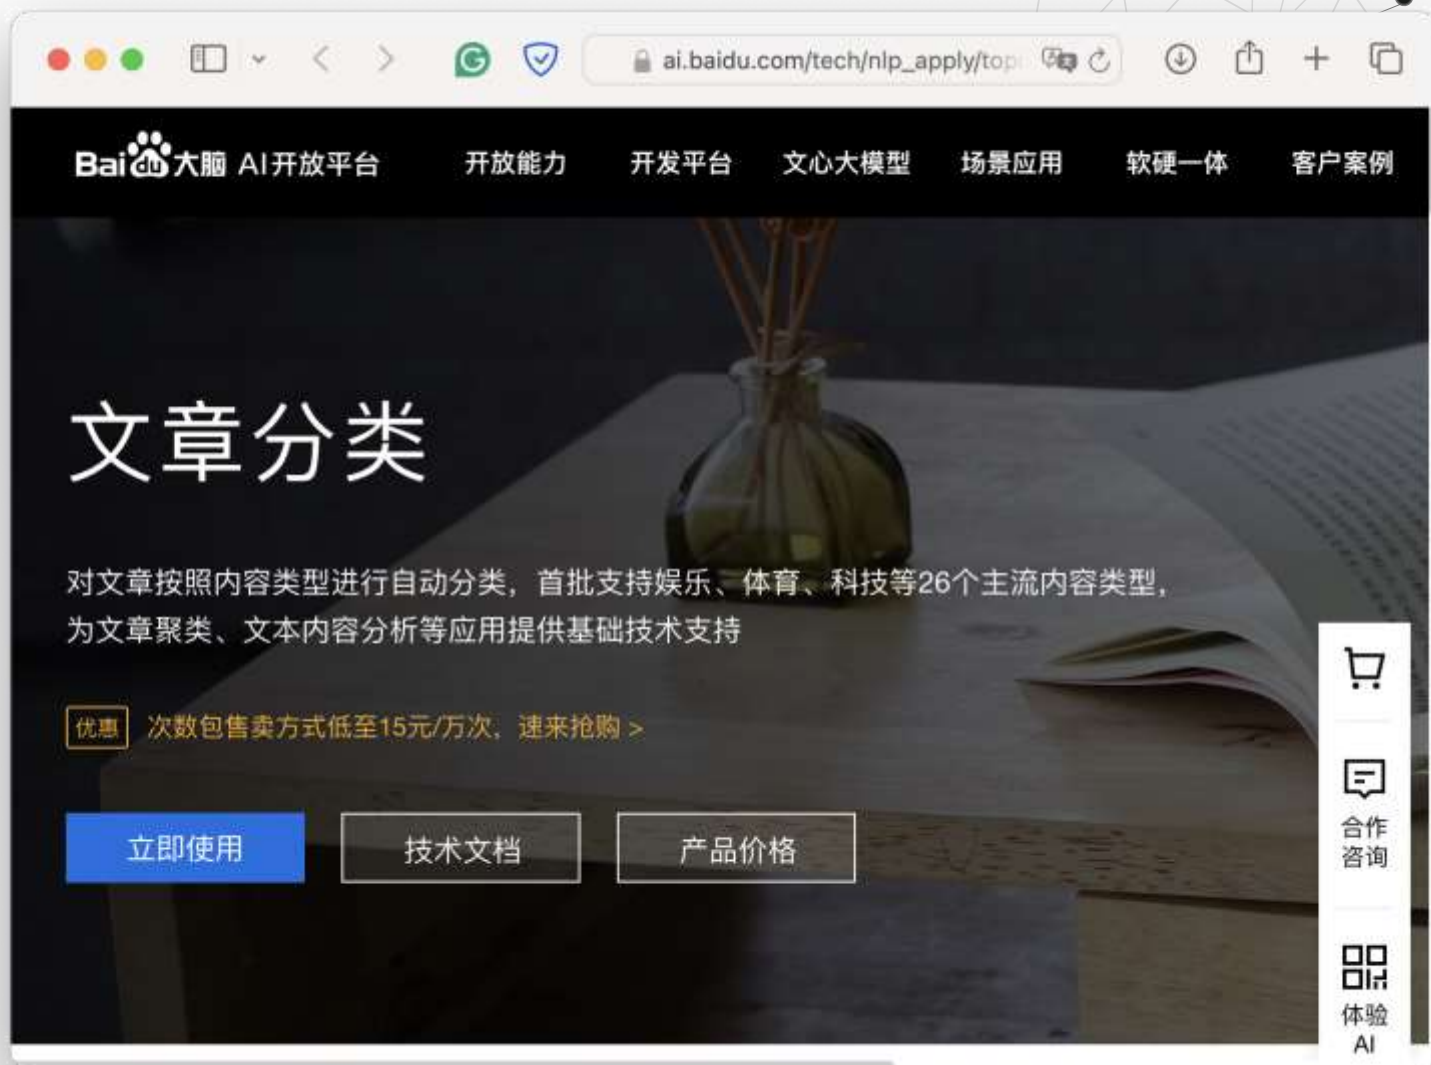 ai.baidu.com/tech/nlp_apply/top
Bai du 大脑 AI开放平台 开放能力 开发平台 文心大模型 场景应用 软硬一体 客户案例
文章分类
对文章按照内容类型进行自动分类，首批支持娱乐、体育、科技等26个主流内容类型，
为文章聚类、文本内容分析等应用提供基础技术支持
优惠 次数包售卖方式低至15元/万次，速来抢购 >
立即使用 技术文档 产品价格
合作
咨询
体验
AI